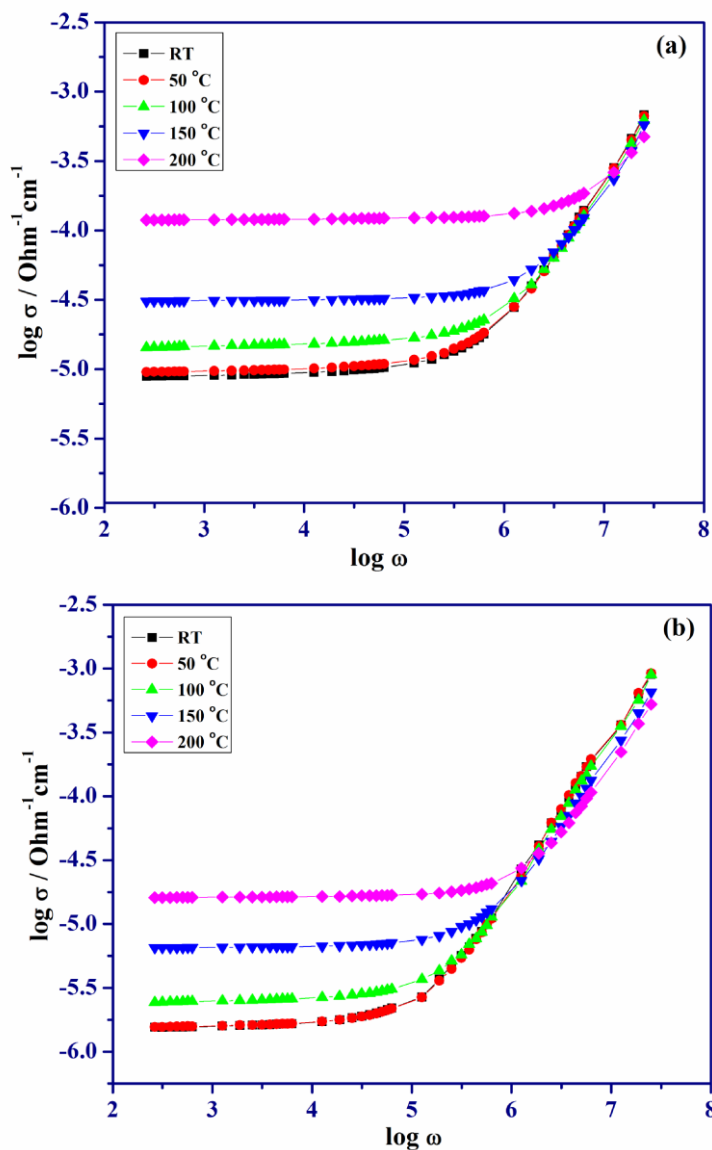 (a)
RT
50 °C
100 °C
150 °C
200 °C
-2.5
-3.0
-3.5
-4.0
-4.5
-5.0
-5.5
-6.0
log σ / Ohm⁻¹cm⁻¹
2 3 4 5 6 7 8
log ω
(b)
RT
50 °C
100 °C
150 °C
200 °C
-2.5
-3.0
-3.5
-4.0
-4.5
-5.0
-5.5
-6.0
log σ / Ohm⁻¹cm⁻¹
2 3 4 5 6 7 8
log ω